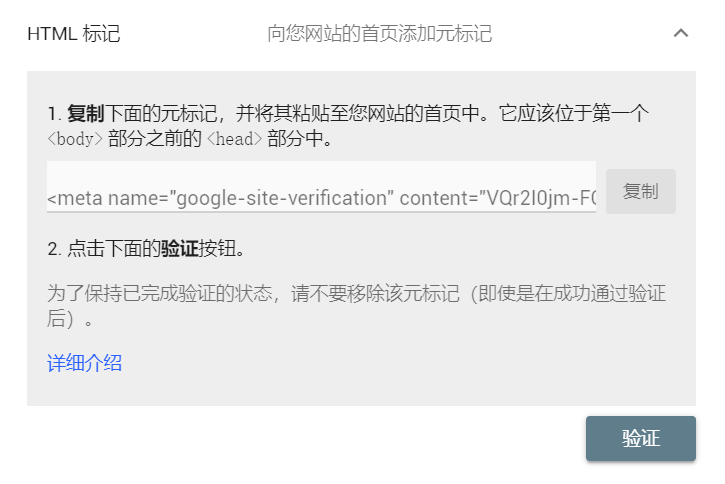 HTML 标记 向您网站的首页添加元标记
1. 复制下面的元标记，并将其粘贴至您网站的首页中。它应该位于第一个
<body> 部分之前的 <head> 部分中。
<meta name="google-site-verification" content="VQr2I0jm-F 复制
2. 点击下面的验证按钮。
为了保持已完成验证的状态，请不要移除该元标记（即使是在成功通过验证
后）。
详细介绍
验证